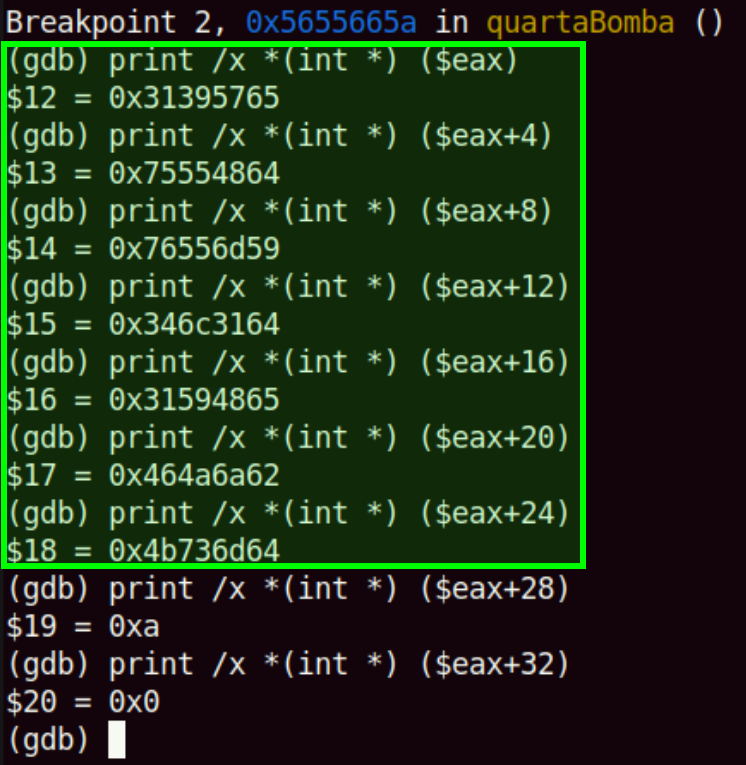 Breakpoint 2, 0x5655665a in quartaBomba ()
(gdb) print /x *(int *) ($eax)
$12 = 0x31395765
(gdb) print /x *(int *) ($eax+4)
$13 = 0x75554864
(gdb) print /x *(int *) ($eax+8)
$14 = 0x76556d59
(gdb) print /x *(int *) ($eax+12)
$15 = 0x346c3164
(gdb) print /x *(int *) ($eax+16)
$16 = 0x31594865
(gdb) print /x *(int *) ($eax+20)
$17 = 0x464a6a62
(gdb) print /x *(int *) ($eax+24)
$18 = 0x4b736d64
(gdb) print /x *(int *) ($eax+28)
$19 = 0xa
(gdb) print /x *(int *) ($eax+32)
$20 = 0x0
(gdb)